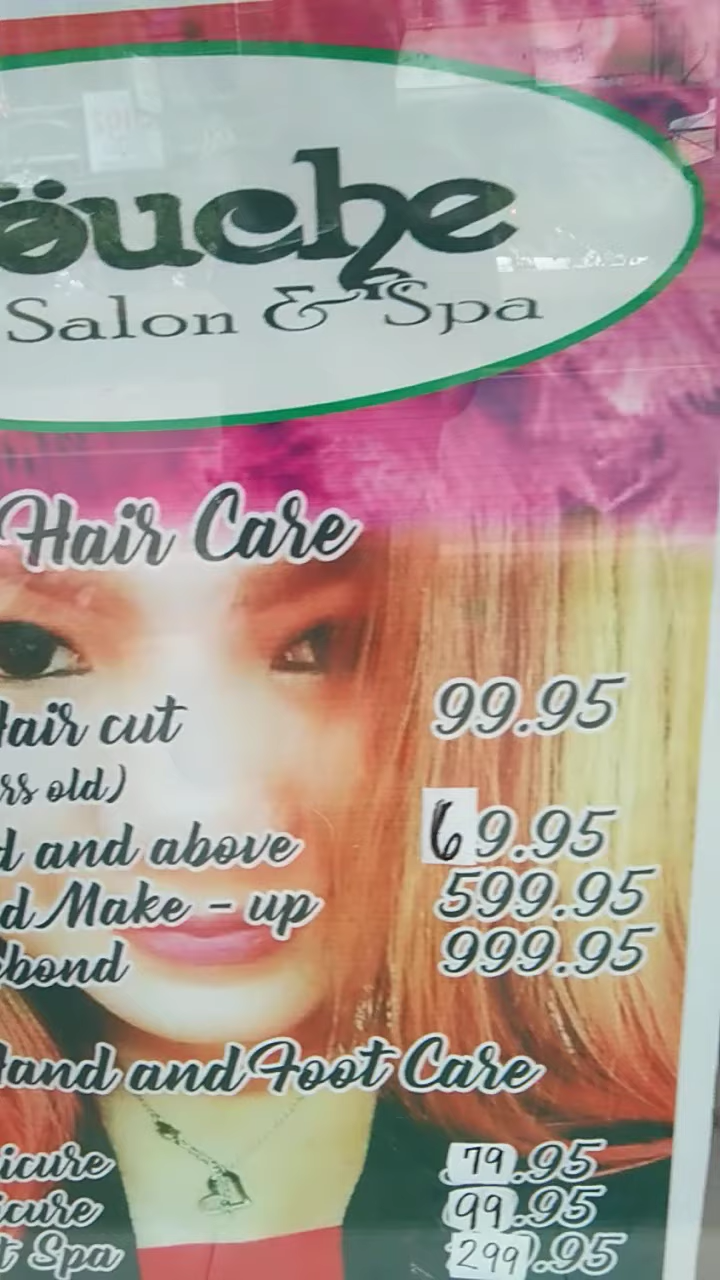 öuche
Salon & Spa
Hair Care
Hair cut 99.95
rs old)
d and above 69.95
d Make - up 599.95
bond 999.95
Hand and Foot Care
icure 79.95
icure 99.95
t Spa 299.95